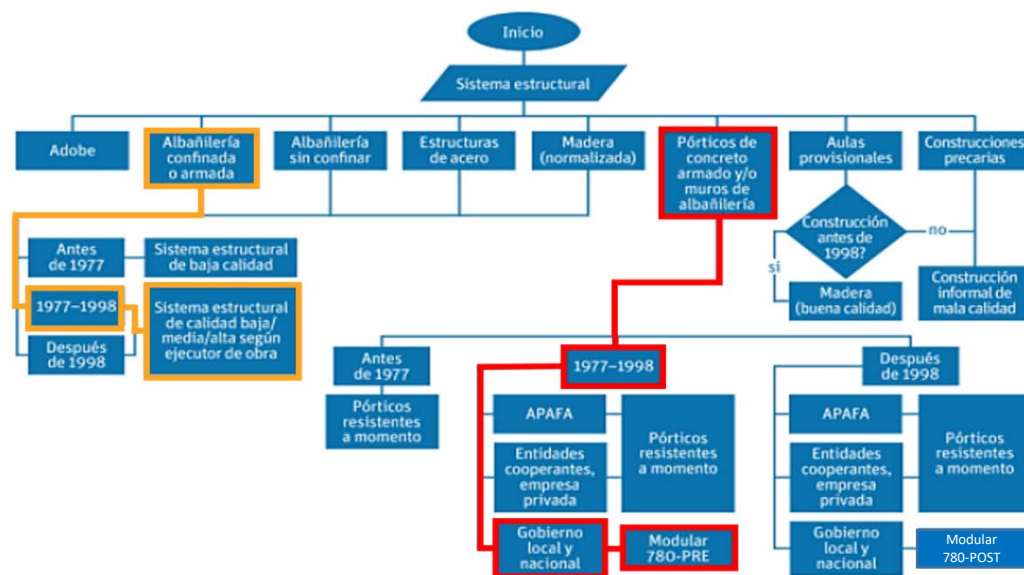 Inicio
Sistema estructural
Adobe
Albañilería
confinada
o armada
Albañilería
sin confinar
Estructuras
de acero
Madera
(normalizada)
Pórticos de
concreto
armado y/o
muros de
albañilería
Aulas
provisionales
Construcciones
precarias
Construcción
antes de
1998?
no
sí
Madera
(buena calidad)
Construcción
informal de
mala calidad
Antes
de 1977
Sistema estructural
de baja calidad
1977–1998
Sistema estructural
de calidad baja/
media/alta según
ejecutor de obra
Después
de 1998
Antes
de 1977
Pórticos
resistentes
a momento
1977–1998
APAFA
Entidades
cooperantes,
empresa
privada
Pórticos
resistentes
a momento
Gobierno
local y
nacional
Modular
780-PRE
Después
de 1998
APAFA
Entidades
cooperantes,
empresa
privada
Pórticos
resistentes
a momento
Gobierno
local y
nacional
Modular
780-POST